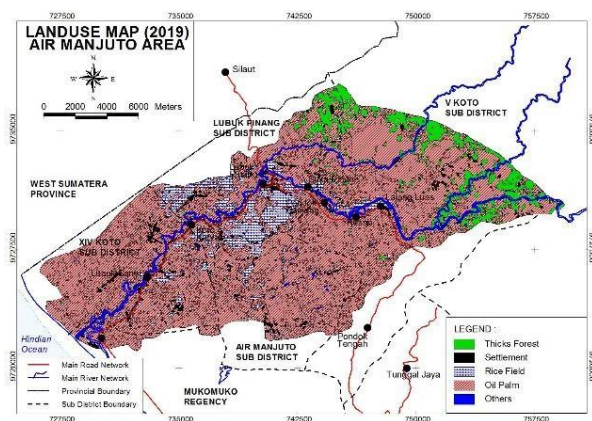 727500 735000 742500 750000 757500
LANDUSE MAP (2019)
AIR MANJUTO AREA
N
W E
S
0 2000 4000 6000 Meters
Silaut
LUBUK PINANG
SUB DISTRICT
V KOTO
SUB DISTRICT
WEST SUMATERA
PROVINCE
XIV KOTO
SUB DISTRICT
Hindian
Ocean
AIR MANJUTO
SUB DISTRICT
MUKOMUKO
REGENCY
Pondok
Tengah
Tunggal Jaya
9785000
9777500
9720000
Main Road Network
Main River Network
Provincial Boundary
Sub District Boundary
LEGEND :
Thicks Forest
Settlement
Rice Field
Oil Palm
Others
727500 735000 742500 750000 757500